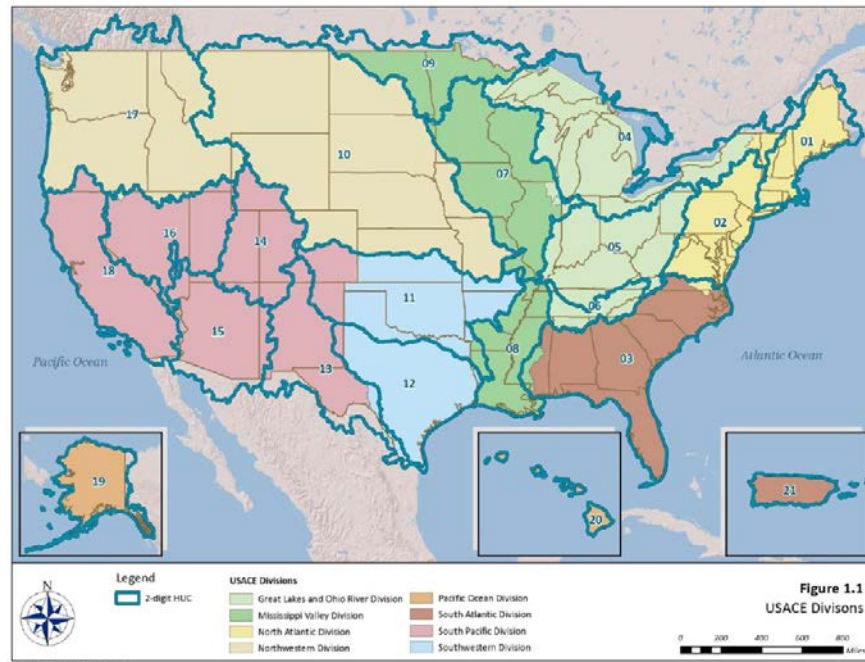 09
17
04
01
10
07
02
16
14
05
18
11
06
15
08
03
13
12
Pacific Ocean
Atlantic Ocean
19
20
21
N
Legend
2-digit HUC
USACE Divisions
Great Lakes and Ohio River Division
Mississippi Valley Division
North Atlantic Division
Northwestern Division
Pacific Ocean Division
South Atlantic Division
South Pacific Division
Southwestern Division
Figure 1.1
USACE Divisons
0 200 400 600 800
Miles